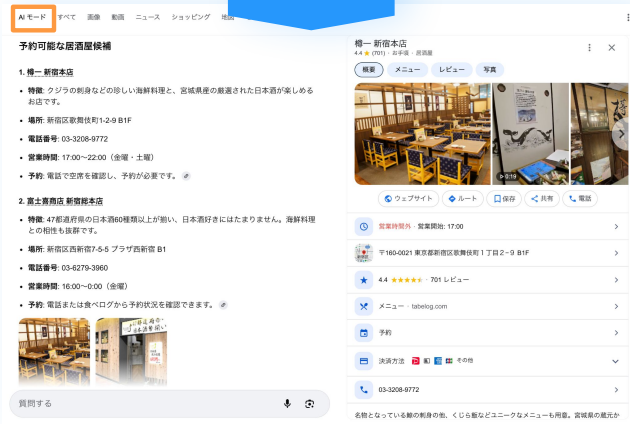 AI モード すべて 画像 動画 ニュース ショッピング 地図
予約可能な居酒屋候補
1. 樽一 新宿本店
• 特徴: クジラの刺身などの珍しい海鮮料理と、宮城県産の厳選された日本酒が楽しめる
お店です。
• 場所: 新宿区歌舞伎町1-2-9 B1F
• 電話番号: 03-3208-9772
• 営業時間: 17:00〜22:00（金曜・土曜）
• 予約: 電話で空席を確認し、予約が必要です。
2. 富士喜商店 新宿総本店
• 特徴: 47都道府県の日本酒60種類以上が揃い、日本酒好きにはたまりません。海鮮料理
との相性も抜群です。
• 場所: 新宿区西新宿7-5-5 プラザ西新宿 B1
• 電話番号: 03-6279-3960
• 営業時間: 16:00〜0:00（金曜）
• 予約: 電話または食べログから予約状況を確認できます。
質問する
樽一 新宿本店
4.4 ★ (701)・お手頃・居酒屋
概要 メニュー レビュー 写真
0:19
ウェブサイト ルート 保存 共有 電話
営業時間外・営業開始: 17:00
〒160-0021 東京都新宿区歌舞伎町１丁目２−９ B1F
4.4 ★★★★★・701 レビュー
メニュー・tabelog.com
予約
決済方法 その他
03-3208-9772
名物となっている鯨の刺身の他、くじら飯などユニークなメニューも用意。宮城県の蔵元か